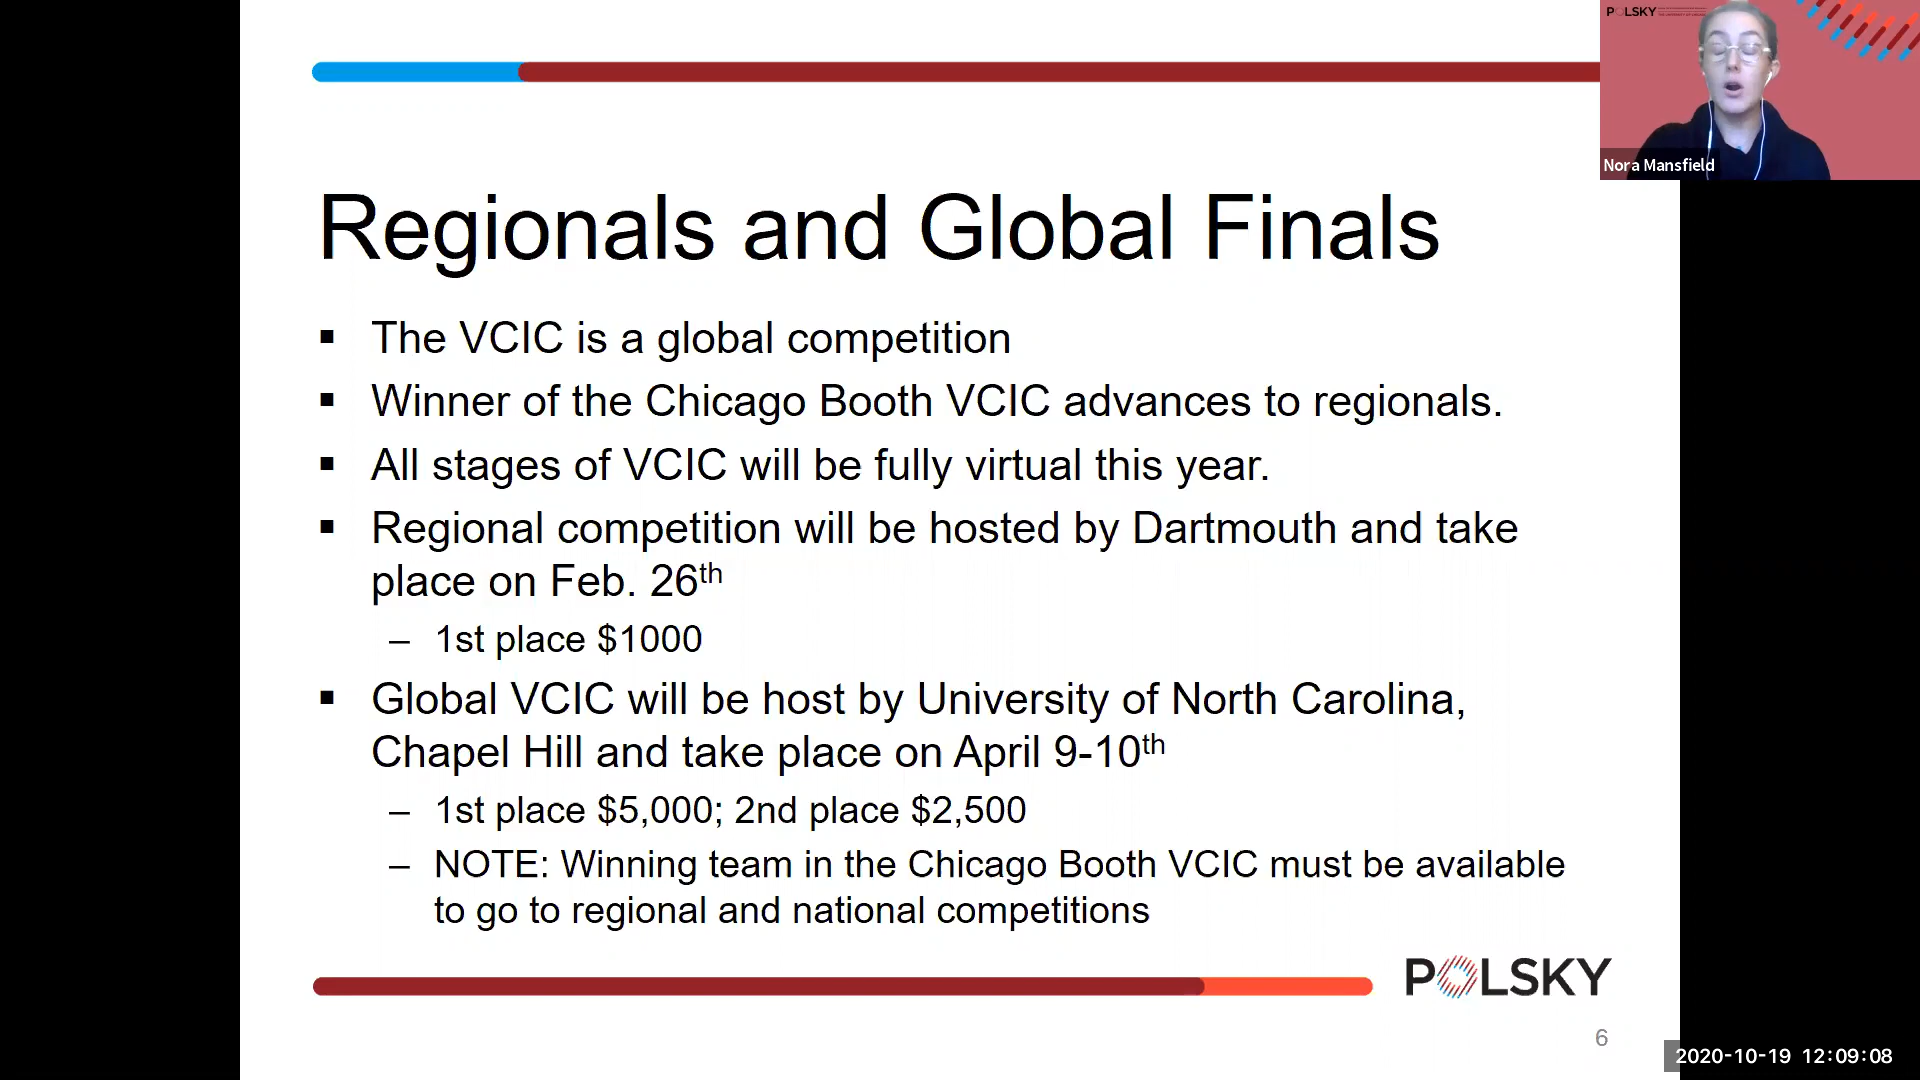 POLSKY
Nora Mansfield
Regionals and Global Finals
▪ The VCIC is a global competition
▪ Winner of the Chicago Booth VCIC advances to regionals.
▪ All stages of VCIC will be fully virtual this year.
▪ Regional competition will be hosted by Dartmouth and take
place on Feb. 26th
– 1st place $1000
▪ Global VCIC will be host by University of North Carolina,
Chapel Hill and take place on April 9-10th
– 1st place $5,000; 2nd place $2,500
– NOTE: Winning team in the Chicago Booth VCIC must be available
to go to regional and national competitions
POLSKY
6
2020-10-19 12:09:08